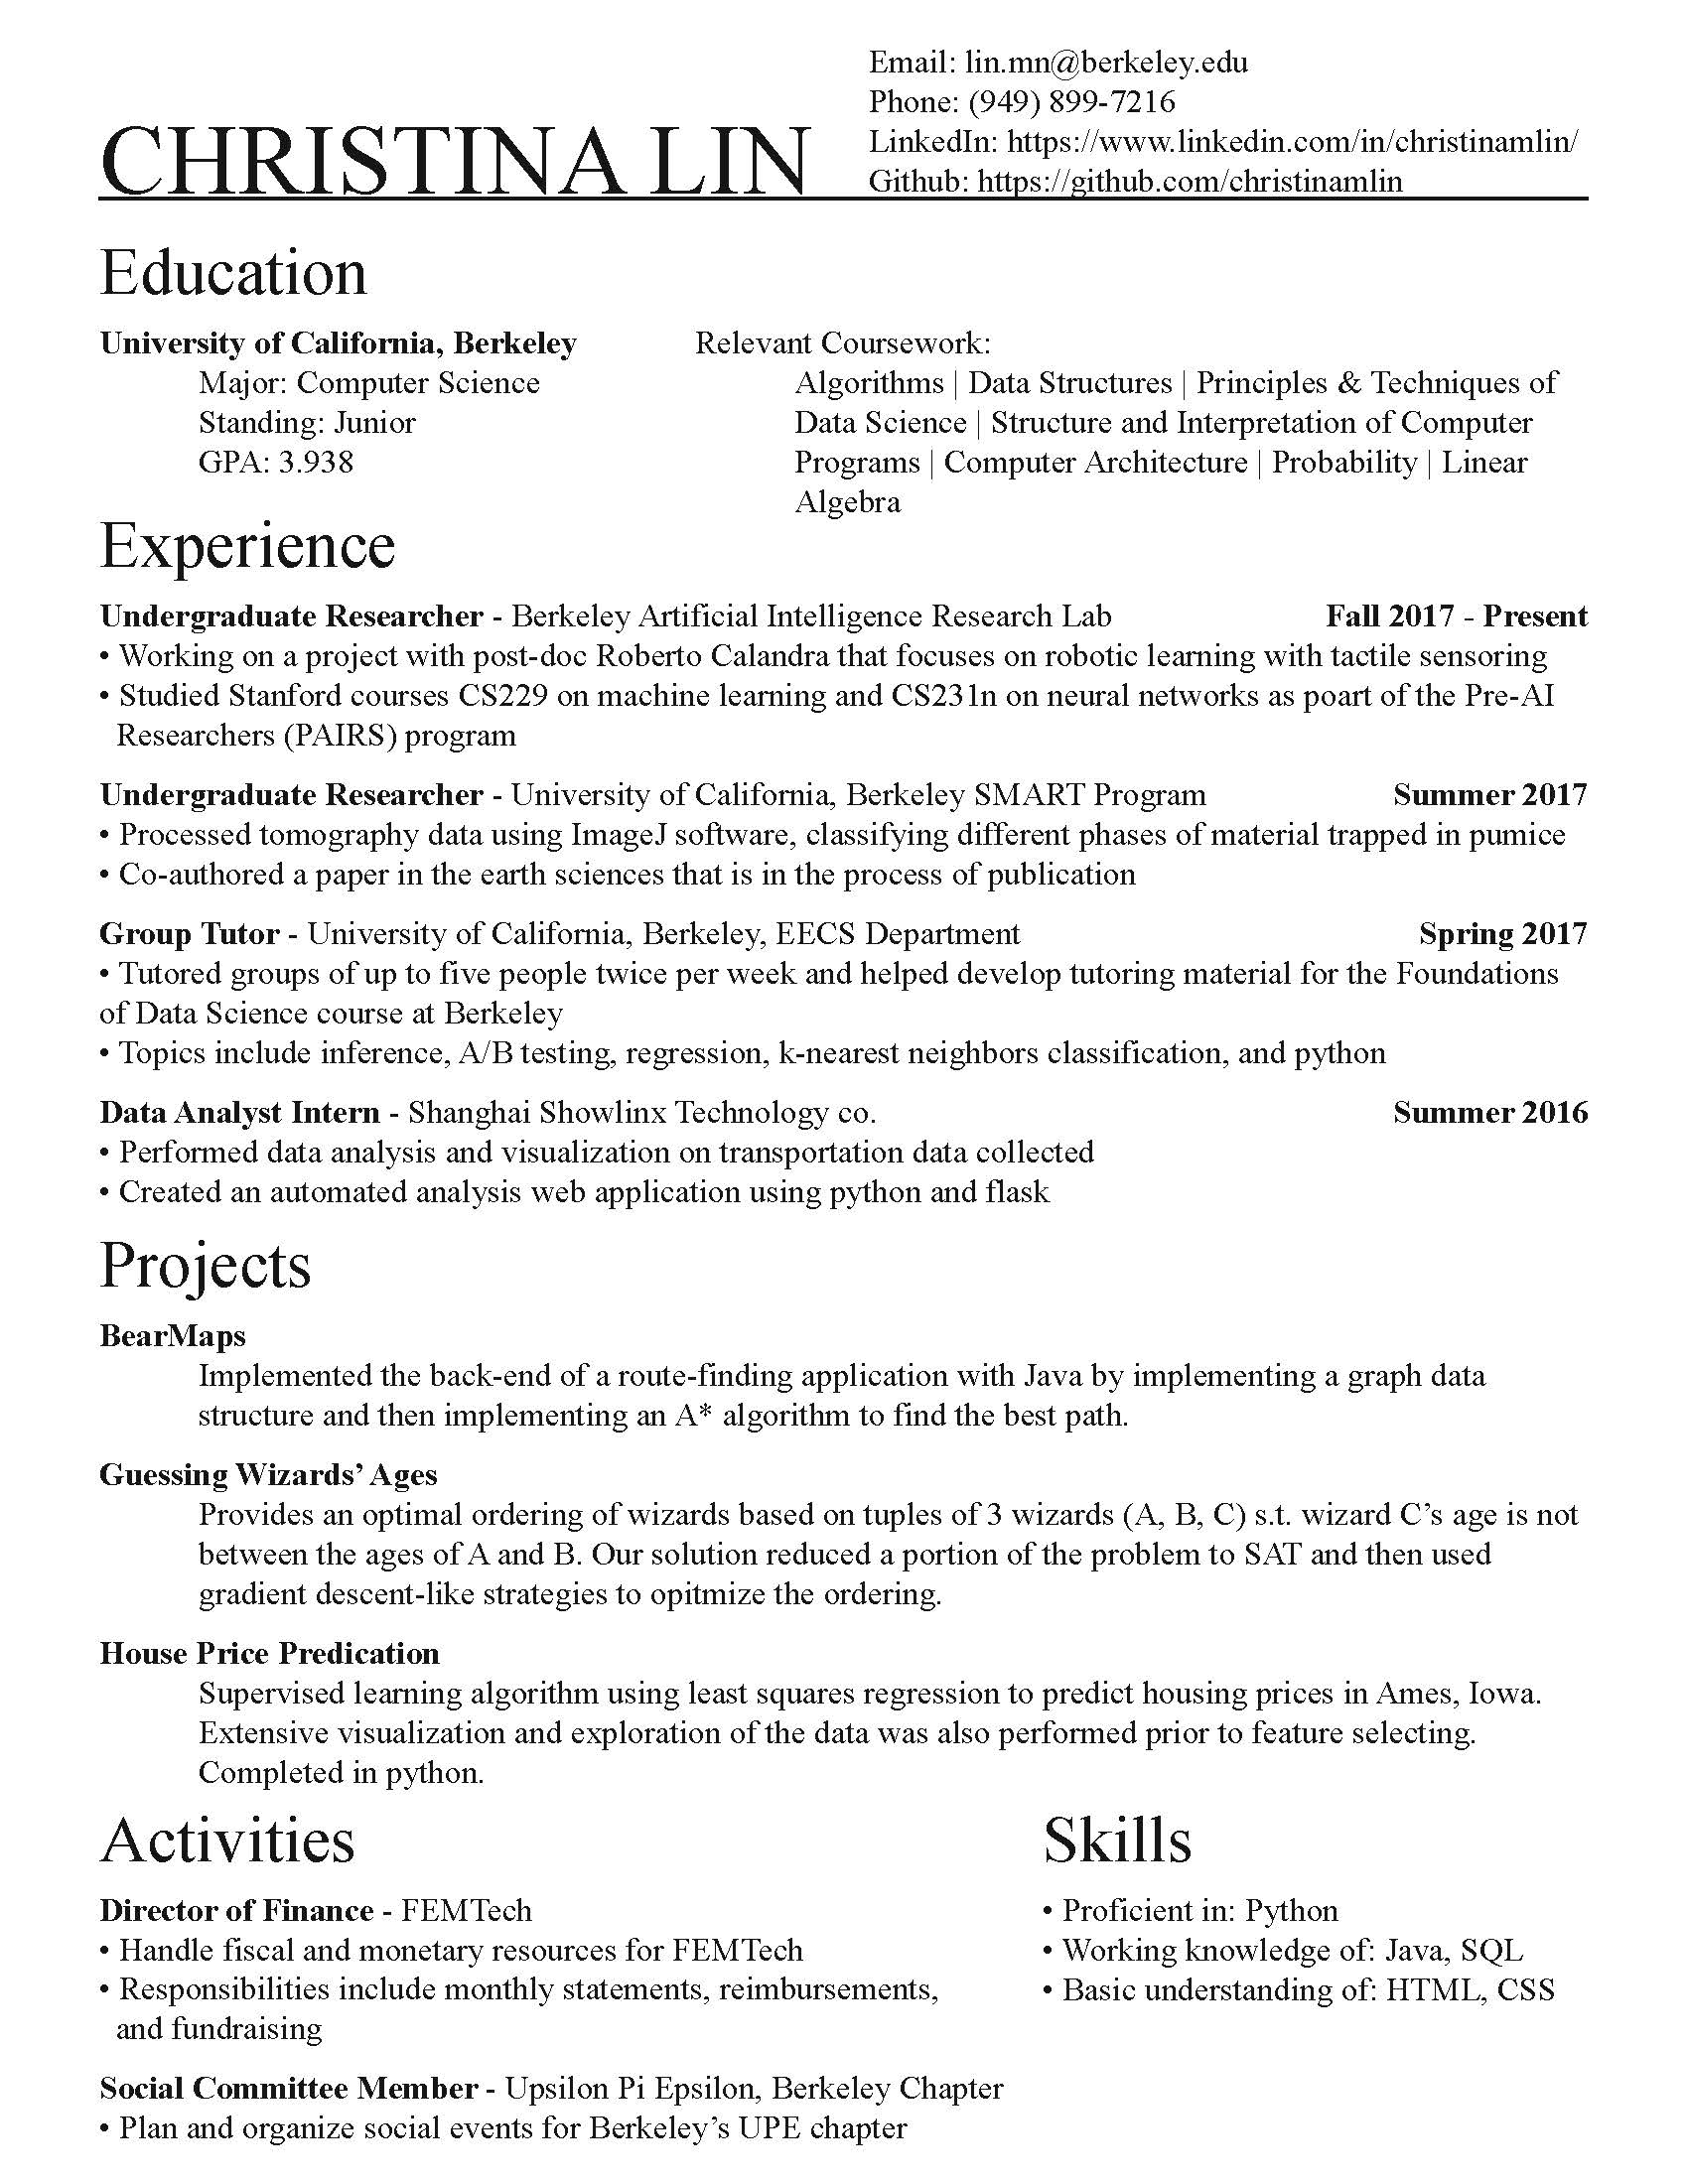 CHRISTINA LIN
Email: lin.mn@berkeley.edu
Phone: (949) 899-7216
LinkedIn: https://www.linkedin.com/in/christinamlin/
Github: https://github.com/christinamlin
Education
University of California, Berkeley
Major: Computer Science
Standing: Junior
GPA: 3.938
Relevant Coursework:
Algorithms | Data Structures | Principles & Techniques of
Data Science | Structure and Interpretation of Computer
Programs | Computer Architecture | Probability | Linear
Algebra
Experience
Undergraduate Researcher - Berkeley Artificial Intelligence Research Lab Fall 2017 - Present
• Working on a project with post-doc Roberto Calandra that focuses on robotic learning with tactile sensoring
• Studied Stanford courses CS229 on machine learning and CS231n on neural networks as poart of the Pre-AI
Researchers (PAIRS) program
Undergraduate Researcher - University of California, Berkeley SMART Program Summer 2017
• Processed tomography data using ImageJ software, classifying different phases of material trapped in pumice
• Co-authored a paper in the earth sciences that is in the process of publication
Group Tutor - University of California, Berkeley, EECS Department Spring 2017
• Tutored groups of up to five people twice per week and helped develop tutoring material for the Foundations
of Data Science course at Berkeley
• Topics include inference, A/B testing, regression, k-nearest neighbors classification, and python
Data Analyst Intern - Shanghai Showlinx Technology co. Summer 2016
• Performed data analysis and visualization on transportation data collected
• Created an automated analysis web application using python and flask
Projects
BearMaps
Implemented the back-end of a route-finding application with Java by implementing a graph data
structure and then implementing an A* algorithm to find the best path.
Guessing Wizards’ Ages
Provides an optimal ordering of wizards based on tuples of 3 wizards (A, B, C) s.t. wizard C’s age is not
between the ages of A and B. Our solution reduced a portion of the problem to SAT and then used
gradient descent-like strategies to opitmize the ordering.
House Price Predication
Supervised learning algorithm using least squares regression to predict housing prices in Ames, Iowa.
Extensive visualization and exploration of the data was also performed prior to feature selecting.
Completed in python.
Activities
Director of Finance - FEMTech
• Handle fiscal and monetary resources for FEMTech
• Responsibilities include monthly statements, reimbursements,
and fundraising
Social Committee Member - Upsilon Pi Epsilon, Berkeley Chapter
• Plan and organize social events for Berkeley’s UPE chapter
Skills
• Proficient in: Python
• Working knowledge of: Java, SQL
• Basic understanding of: HTML, CSS